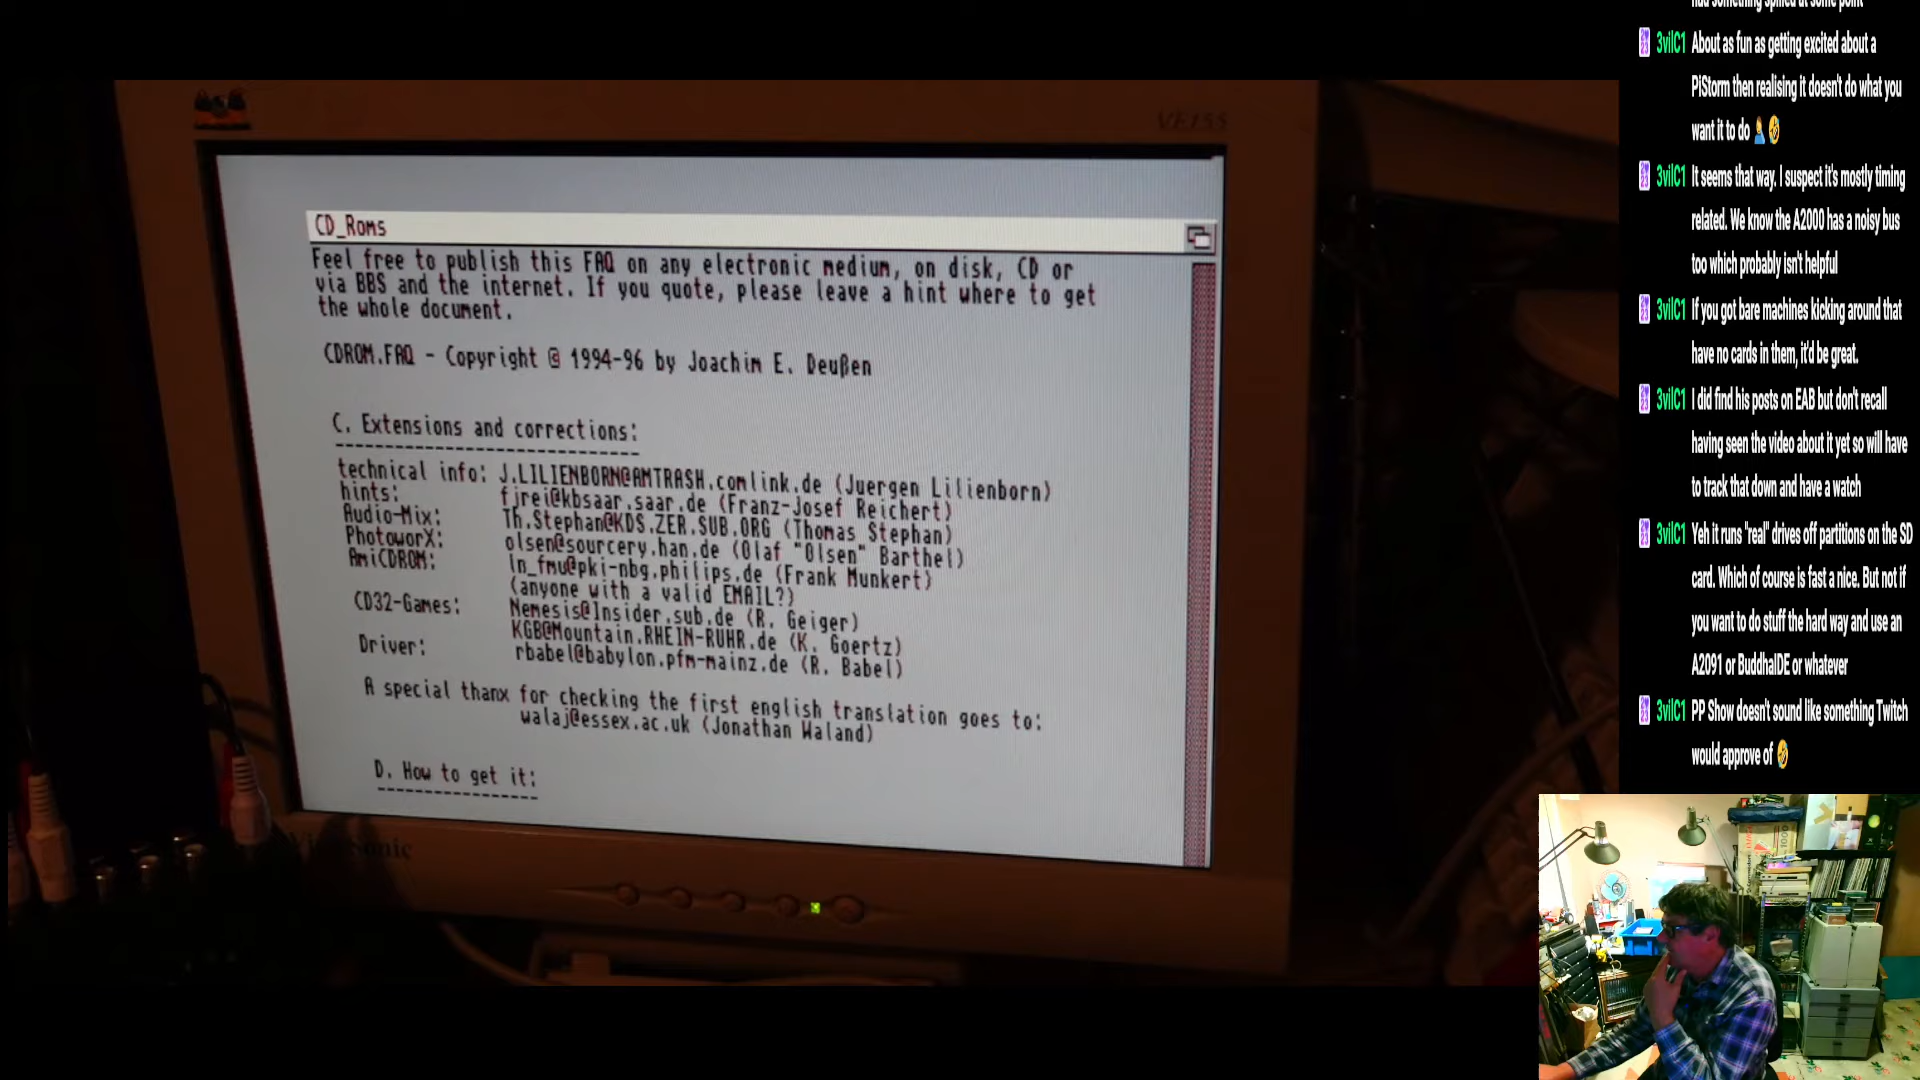 VE155
CD_Roms
Feel free to publish this FAQ on any electronic medium, on disk, CD or
via BBS and the internet. If you quote, please leave a hint where to get
the whole document.
CDROM.FAQ - Copyright @ 1994-96 by Joachim E. Deußen
C. Extensions and corrections:
technical info: J.LILIENBORN@AMTRASH.comlink.de (Juergen Lilienborn)
hints: fjrei@kbsaar.saar.de (Franz-Josef Reichert)
Audio-Mix: Th.Stephan@KDS.ZER.SUB.ORG (Thomas Stephan)
PhotoworX: olsen@sourcery.han.de (Olaf "Olsen" Barthel)
AmiCDROM: ln_fmu@pki-nbg.philips.de (Frank Munkert)
(anyone with a valid EMAIL?)
CD32-Games: Nemesis@Insider.sub.de (R. Geiger)
KGB@Mountain.RHEIN-RUHR.de (K. Goertz)
Driver: rbabel@babylon.pfm-mainz.de (R. Babel)
A special thanx for checking the first english translation goes to:
walaj@essex.ac.uk (Jonathan Waland)
D. How to get it:
had something spilled at some point
3vilC1 About as fun as getting excited about a
PiStorm then realising it doesn't do what you
want it to do 🤦🤣
3vilC1 It seems that way. I suspect it's mostly timing
related. We know the A2000 has a noisy bus
too which probably isn't helpful
3vilC1 If you got bare machines kicking around that
have no cards in them, it'd be great.
3vilC1 I did find his posts on EAB but don't recall
having seen the video about it yet so will have
to track that down and have a watch
3vilC1 Yeh it runs "real" drives off partitions on the SD
card. Which of course is fast a nice. But not if
you want to do stuff the hard way and use an
A2091 or BuddhaIDE or whatever
3vilC1 PP Show doesn't sound like something Twitch
would approve of 🤣